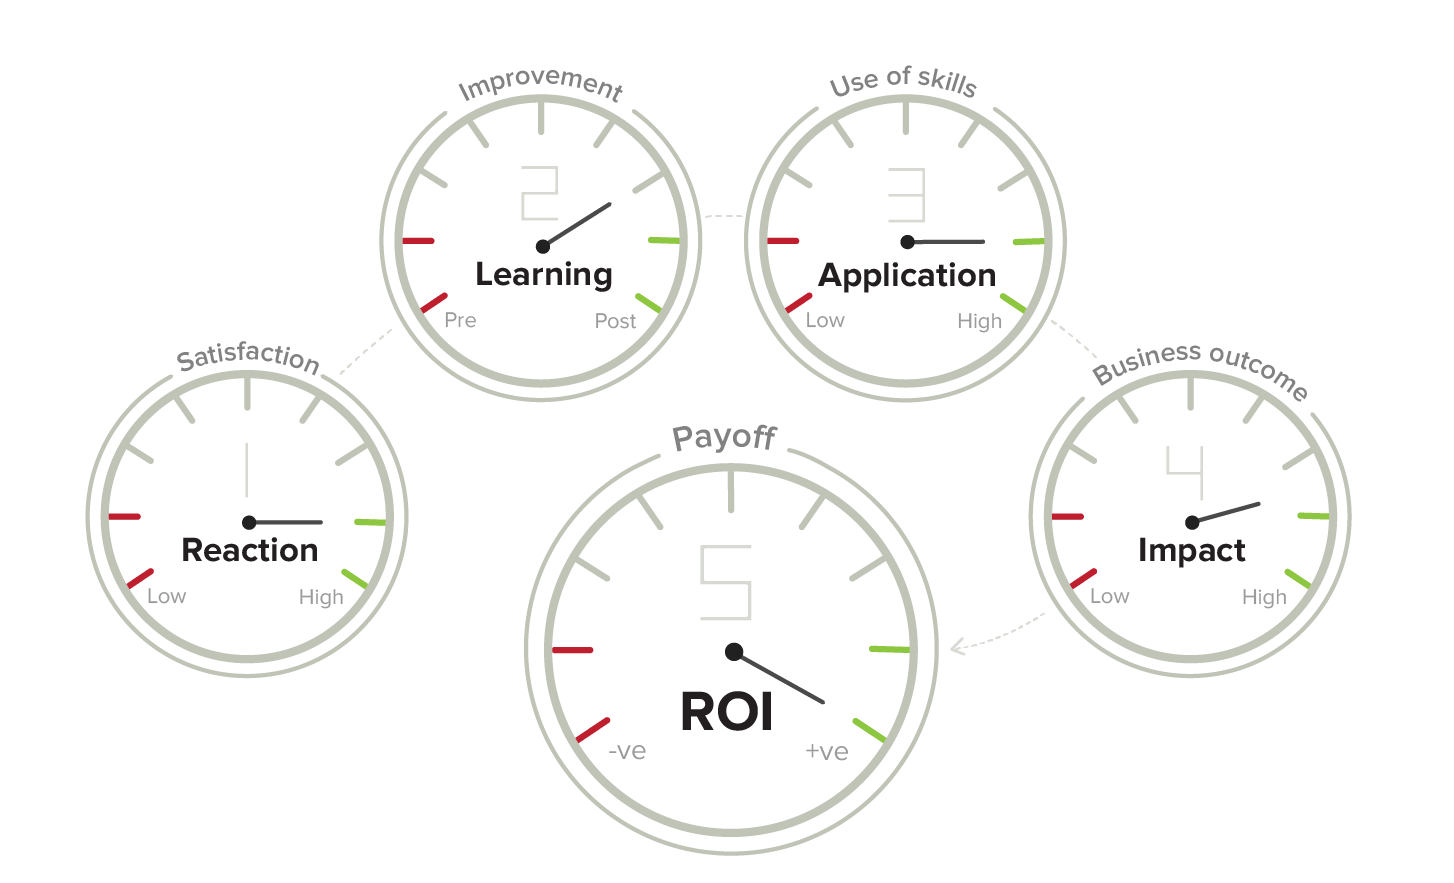 Satisfaction
1
Reaction
Low
High
Improvement
2
Learning
Pre
Post
Use of skills
3
Application
Low
High
Business outcome
4
Impact
Low
High
Payoff
5
ROI
-ve
+ve